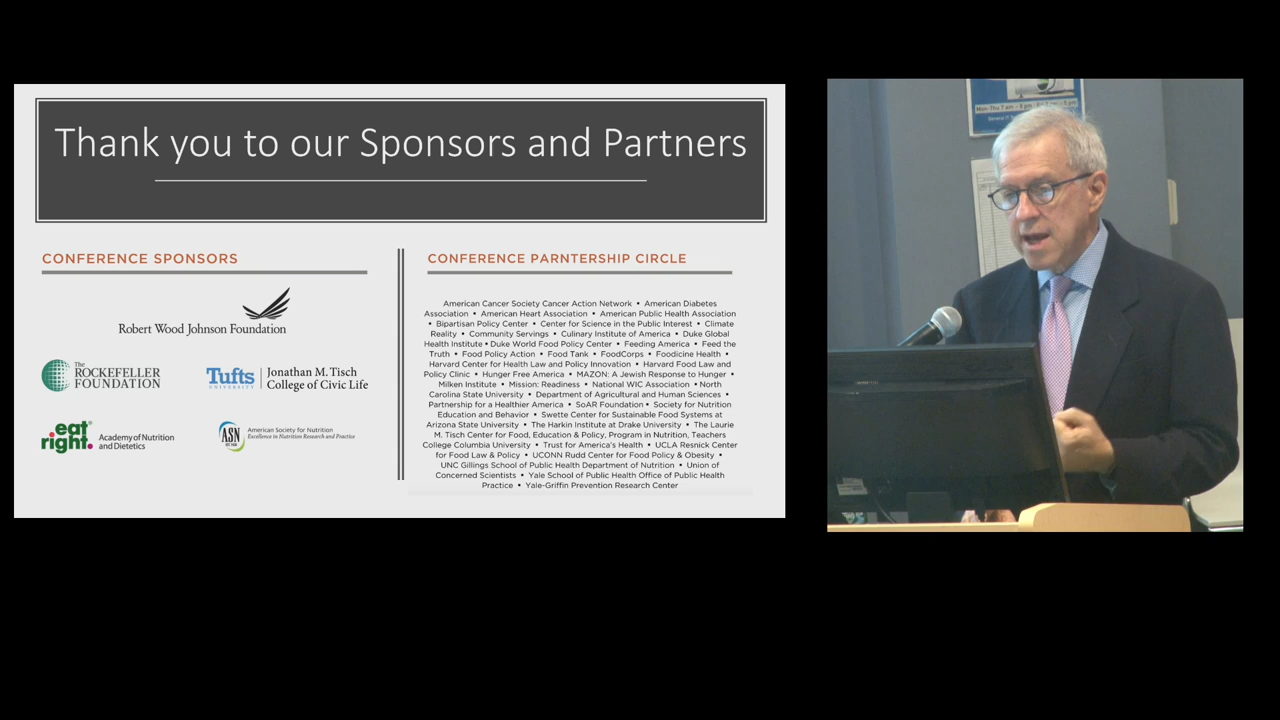 Thank you to our Sponsors and Partners
CONFERENCE SPONSORS
Robert Wood Johnson Foundation
The
ROCKEFELLER
FOUNDATION
Tufts
UNIVERSITY
Jonathan M. Tisch
College of Civic Life
eat
right.
Academy of Nutrition
and Dietetics
ASN
American Society for Nutrition
Excellence in Nutrition Research and Practice
CONFERENCE PARNTERSHIP CIRCLE
American Cancer Society Cancer Action Network • American Diabetes
Association • American Heart Association • American Public Health Association
• Bipartisan Policy Center • Center for Science in the Public Interest • Climate
Reality • Community Servings • Culinary Institute of America • Duke Global
Health Institute • Duke World Food Policy Center • Feeding America • Feed the
Truth • Food Policy Action • Food Tank • FoodCorps • Foodicine Health •
Harvard Center for Health Law and Policy Innovation • Harvard Food Law and
Policy Clinic • Hunger Free America • MAZON: A Jewish Response to Hunger •
Milken Institute • Mission: Readiness • National WIC Association • North
Carolina State University • Department of Agricultural and Human Sciences •
Partnership for a Healthier America • SoAR Foundation • Society for Nutrition
Education and Behavior • Swette Center for Sustainable Food Systems at
Arizona State University • The Harkin Institute at Drake University • The Laurie
M. Tisch Center for Food, Education & Policy, Program in Nutrition, Teachers
College Columbia University • Trust for America's Health • UCLA Resnick Center
for Food Law & Policy • UCONN Rudd Center for Food Policy & Obesity •
UNC Gillings School of Public Health Department of Nutrition • Union of
Concerned Scientists • Yale School of Public Health Office of Public Health
Practice • Yale-Griffin Prevention Research Center